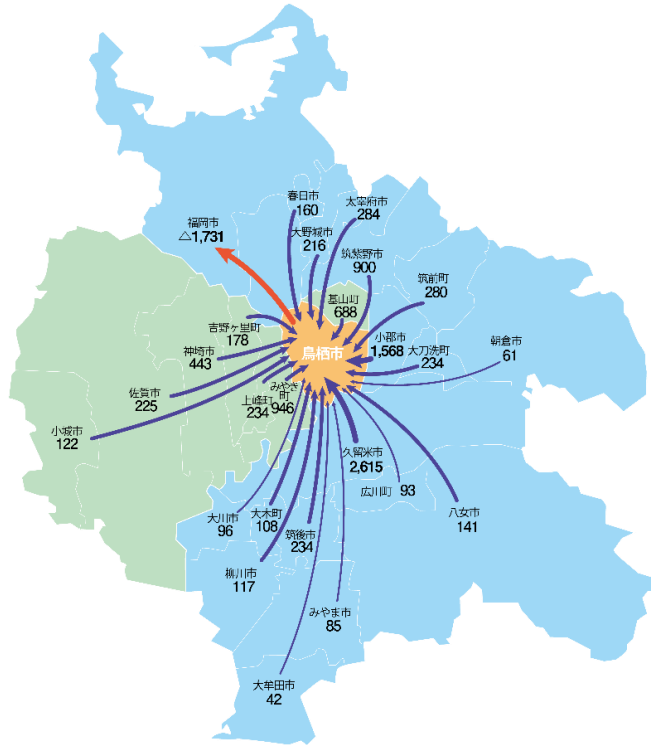 春日市
160
太宰府市
284
福岡市
△1,731
大野城市
216
筑紫野市
900
筑前町
280
基山町
688
吉野ヶ里町
178
鳥栖市
小郡市
1,568
大刀洗町
234
朝倉市
61
神埼市
443
みやき
町
946
佐賀市
225
上峰町
234
小城市
122
久留米市
2,615
広川町
93
八女市
141
大川市
96
大木町
108
筑後市
234
柳川市
117
みやま市
85
大牟田市
42